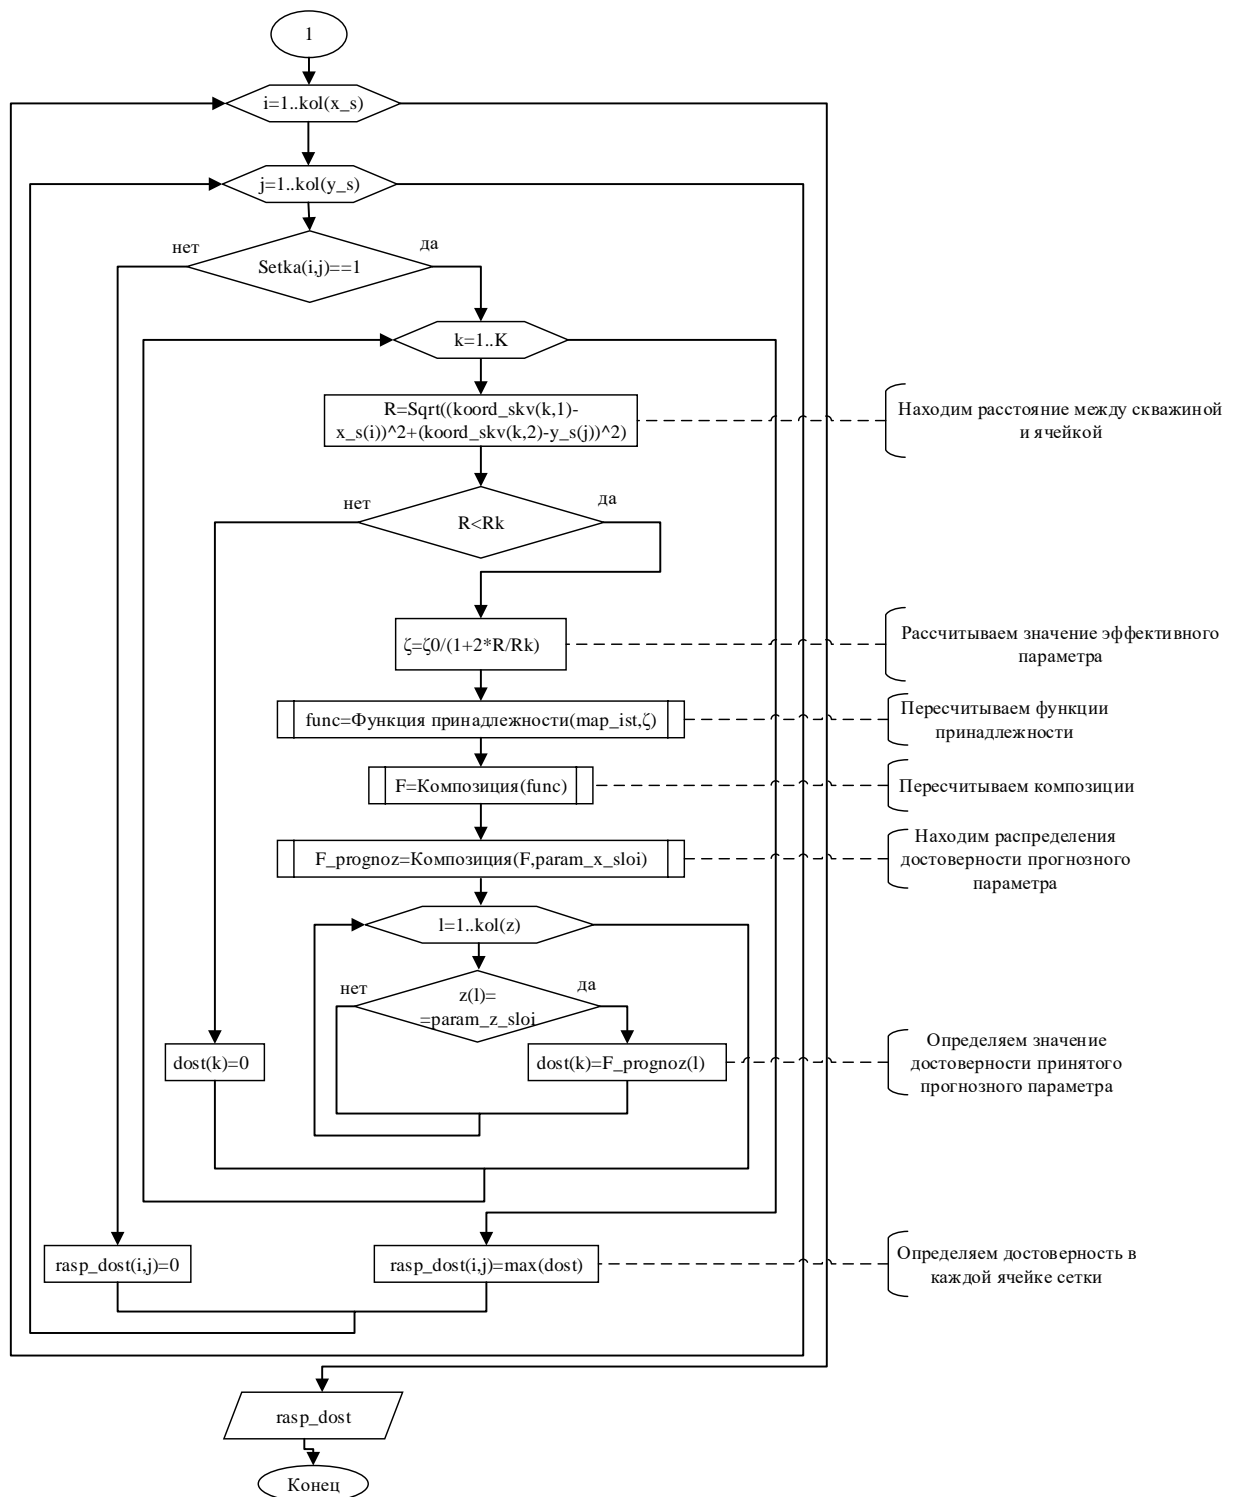 1
i=1..kol(x_s)
j=1..kol(y_s)
нет
да
Setka(i,j)==1
k=1..K
R=Sqrt((koord_skv(k,1)-
x_s(i))^2+(koord_skv(k,2)-y_s(j))^2)
Находим расстояние между скважиной
и ячейкой
нет
да
R<Rk
ζ=ζ0/(1+2*R/Rk)
Рассчитываем значение эффективного
параметра
func=Функция принадлежности(map_ist,ζ)
Пересчитываем функции
принадлежности
F=Композиция(func)
Пересчитываем композиции
F_prognoz=Композиция(F,param_x_sloi)
Находим распределения
достоверности прогнозного
параметра
l=1..kol(z)
нет
да
z(l)=
=param_z_sloi
dost(k)=0
dost(k)=F_prognoz(l)
Определяем значение
достоверности принятого
прогнозного параметра
rasp_dost(i,j)=0
rasp_dost(i,j)=max(dost)
Определяем достоверность в
каждой ячейке сетки
rasp_dost
Конец